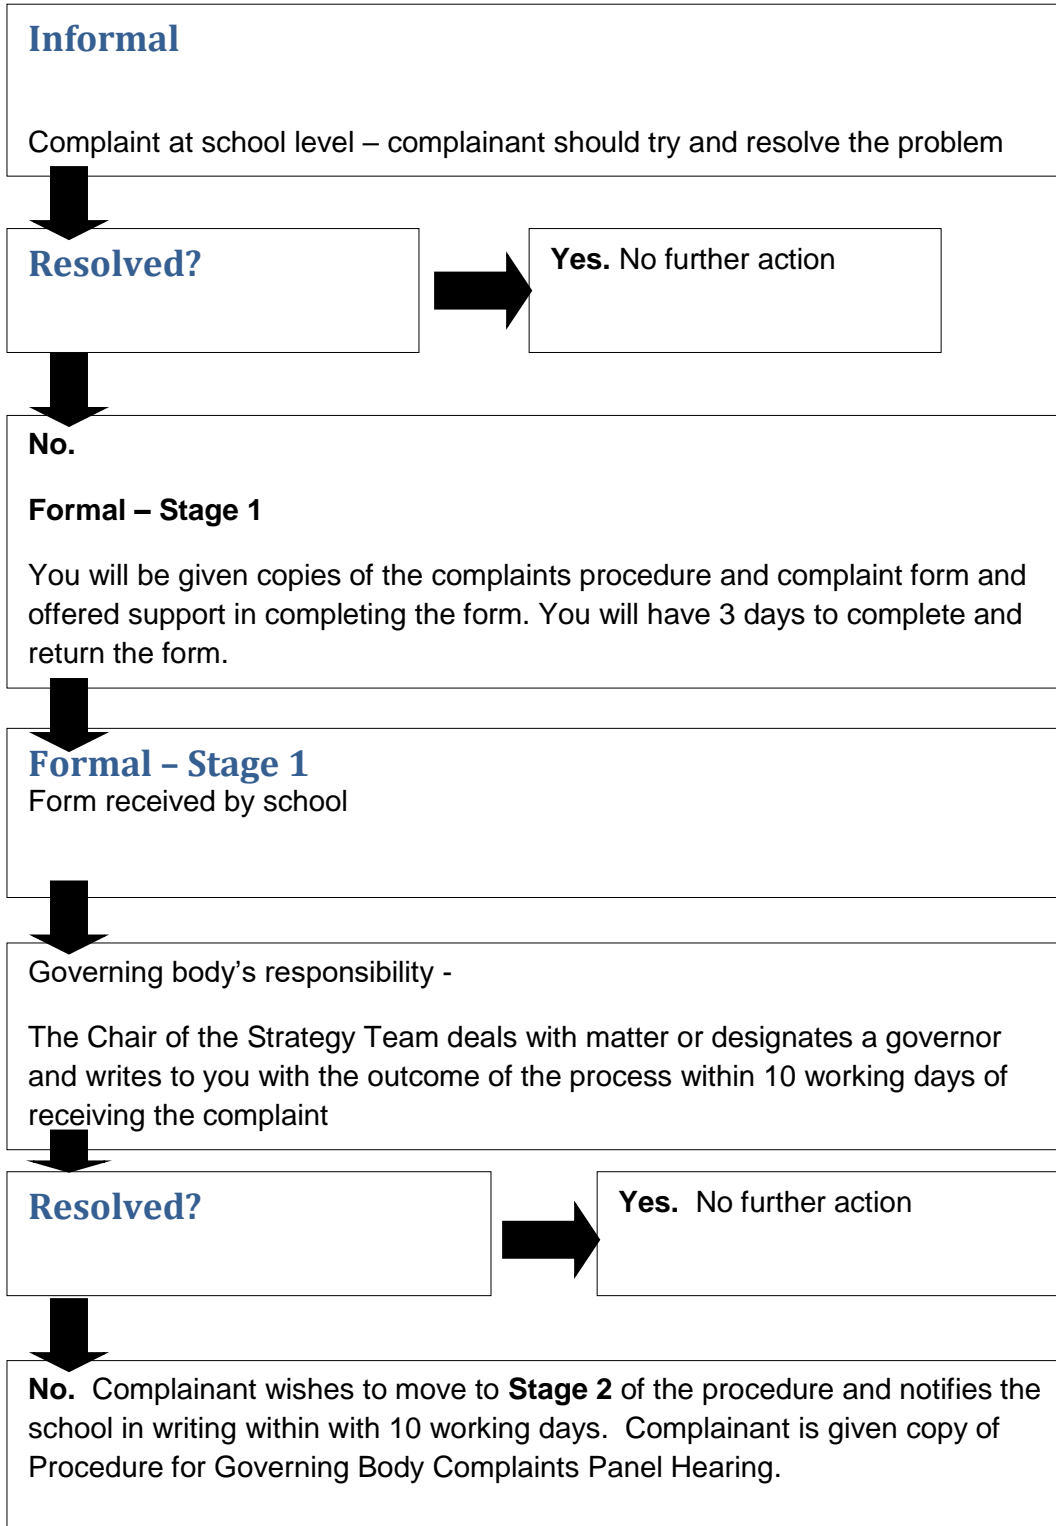 Informal
Complaint at school level – complainant should try and resolve the problem
Resolved?
Yes. No further action
No.
Formal – Stage 1
You will be given copies of the complaints procedure and complaint form and
offered support in completing the form. You will have 3 days to complete and
return the form.
Formal – Stage 1
Form received by school
Governing body’s responsibility -
The Chair of the Strategy Team deals with matter or designates a governor
and writes to you with the outcome of the process within 10 working days of
receiving the complaint
Resolved?
Yes.  No further action
No.  Complainant wishes to move to Stage 2 of the procedure and notifies the
school in writing within with 10 working days.  Complainant is given copy of
Procedure for Governing Body Complaints Panel Hearing.